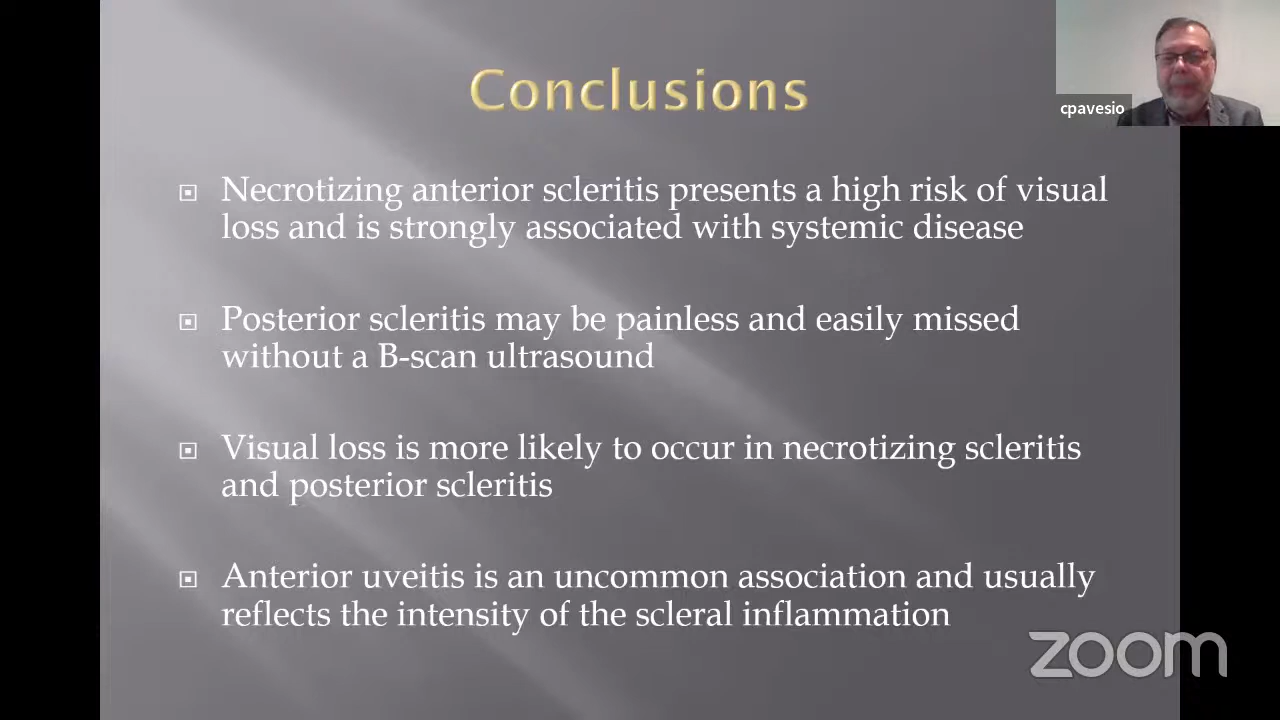 Conclusions
cpavesio
Necrotizing anterior scleritis presents a high risk of visual
loss and is strongly associated with systemic disease
Posterior scleritis may be painless and easily missed
without a B-scan ultrasound
Visual loss is more likely to occur in necrotizing scleritis
and posterior scleritis
Anterior uveitis is an uncommon association and usually
reflects the intensity of the scleral inflammation
zoom